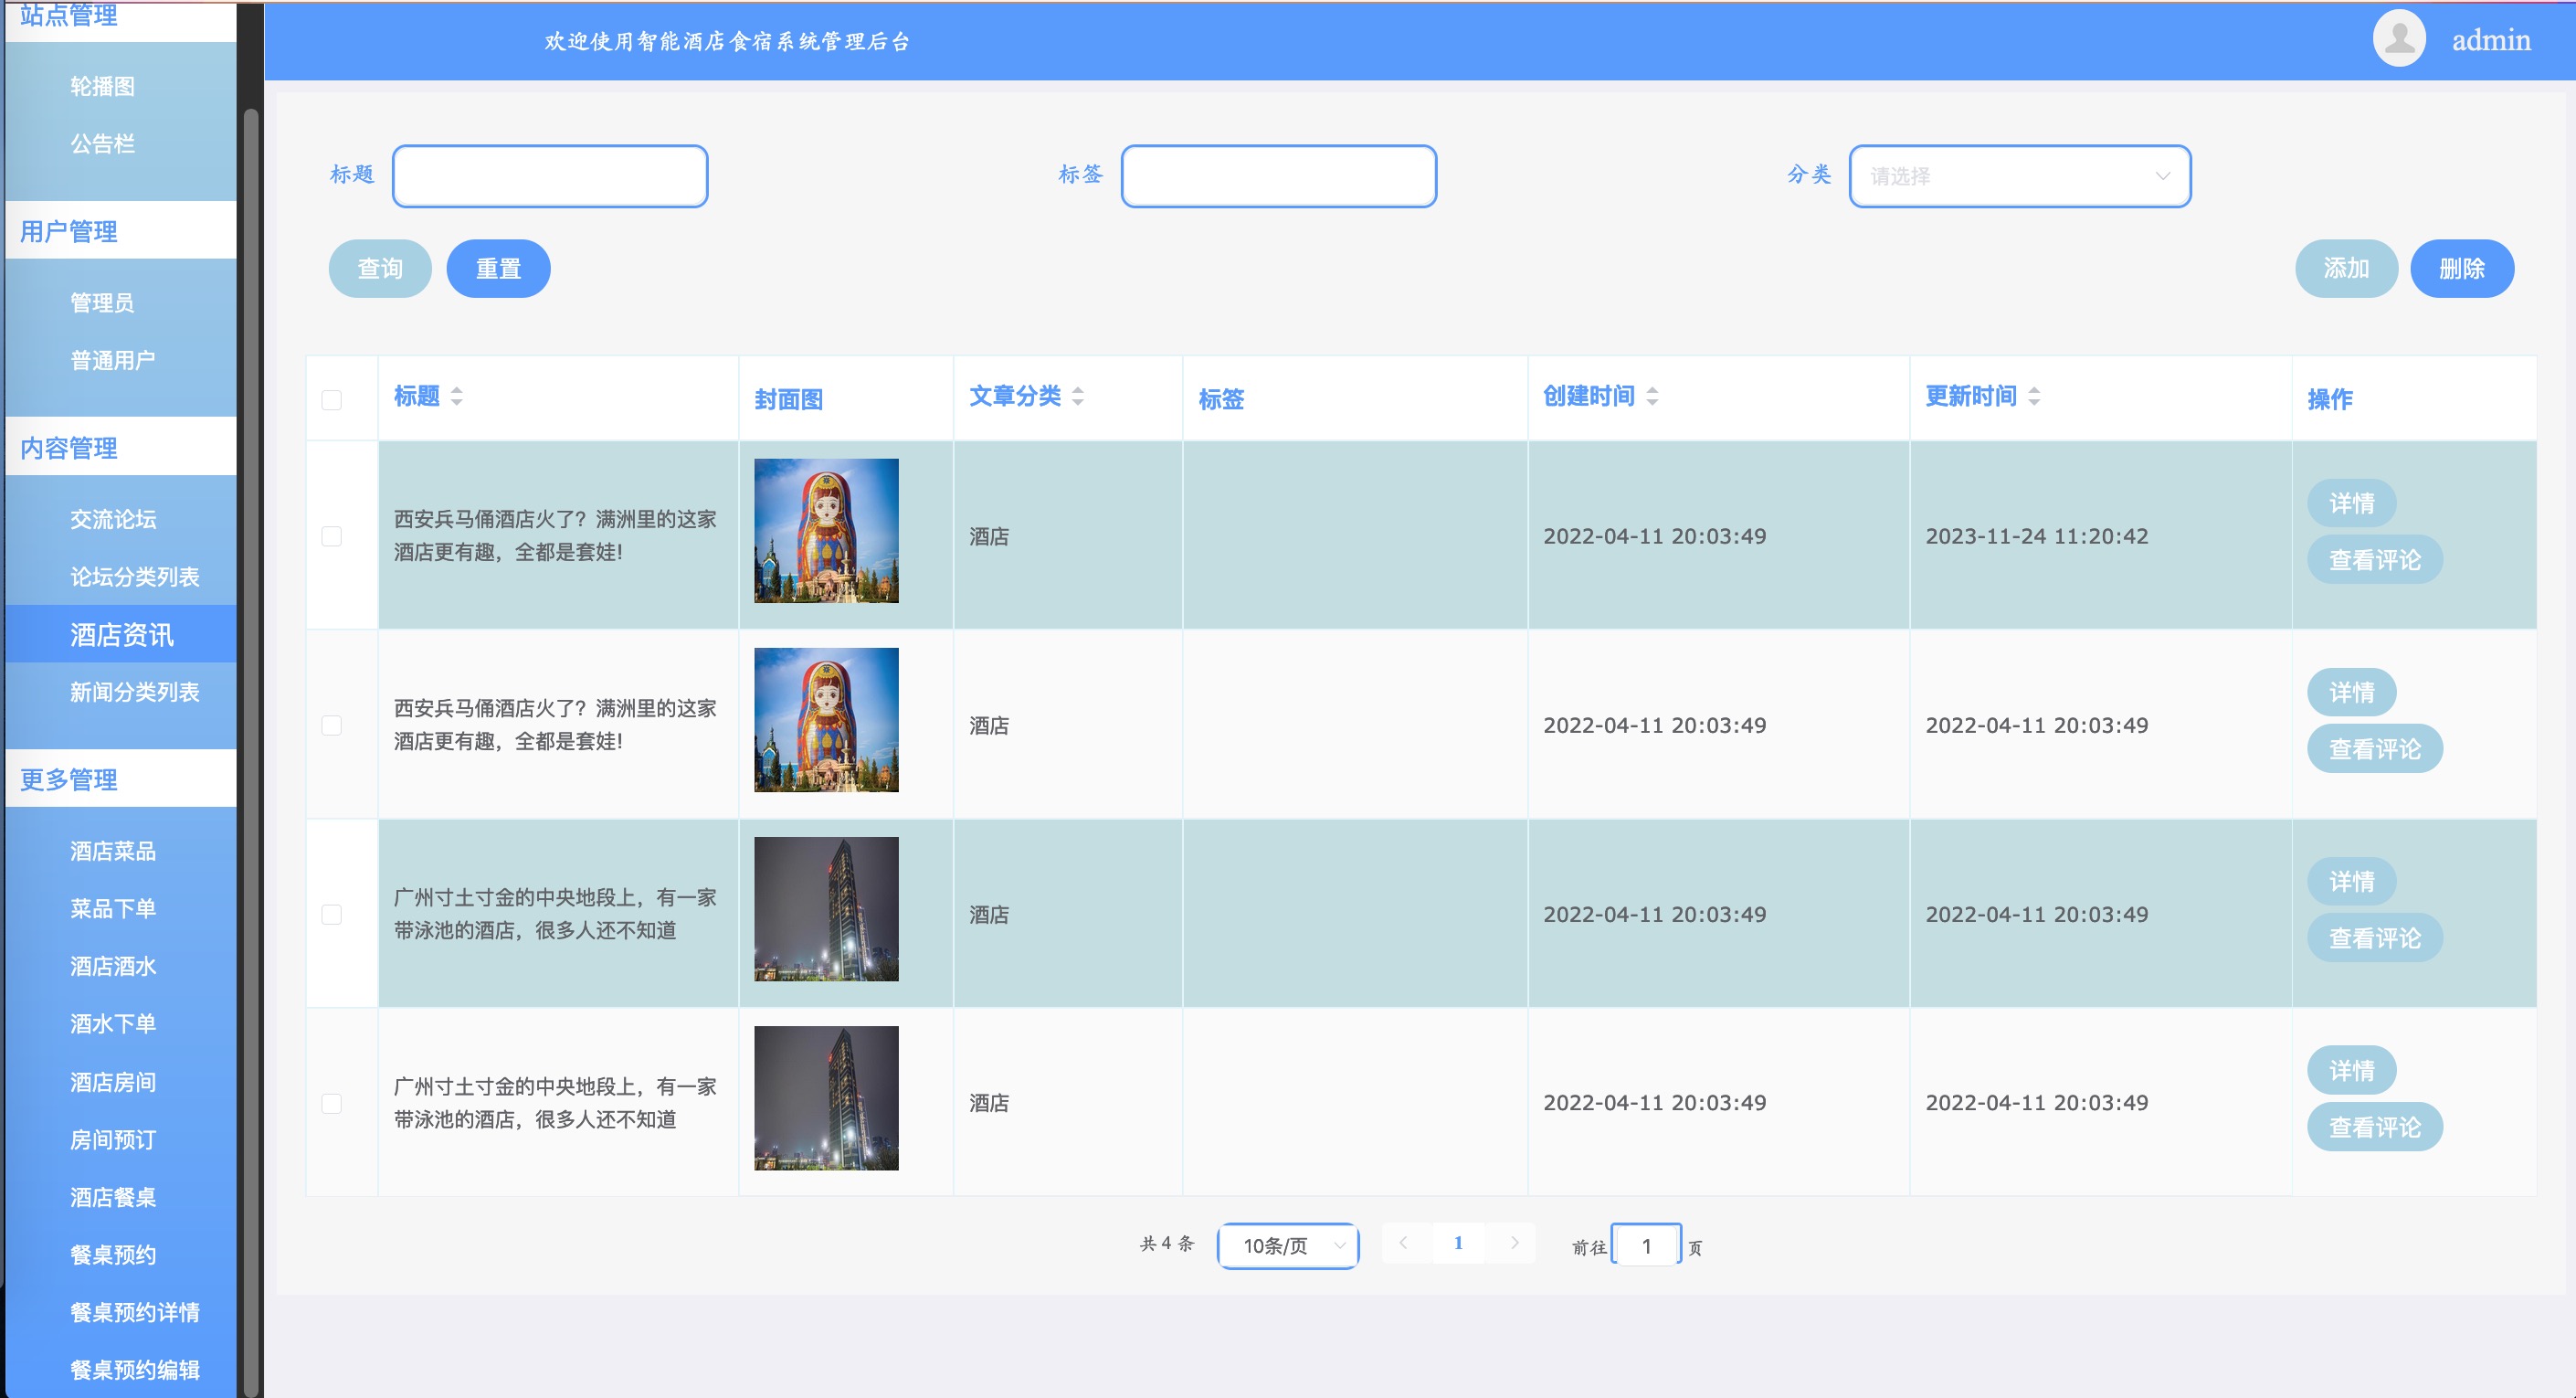 站点管理
轮播图
公告栏
用户管理
管理员
普通用户
内容管理
交流论坛
论坛分类列表
酒店资讯
新闻分类列表
更多管理
酒店菜品
菜品下单
酒店酒水
酒水下单
酒店房间
房间预订
酒店餐桌
餐桌预约
餐桌预约详情
餐桌预约编辑
欢迎使用智能酒店食宿系统管理后台
admin
标题
标签
分类 请选择
查询 重置
添加 删除
标题 封面图 文章分类 标签 创建时间 更新时间 操作
西安兵马俑酒店火了？满洲里的这家
酒店更有趣，全都是套娃!
酒店
2022-04-11 20:03:49
2023-11-24 11:20:42
详情
查看评论
西安兵马俑酒店火了？满洲里的这家
酒店更有趣，全都是套娃!
酒店
2022-04-11 20:03:49
2022-04-11 20:03:49
详情
查看评论
广州寸土寸金的中央地段上，有一家
带泳池的酒店，很多人还不知道
酒店
2022-04-11 20:03:49
2022-04-11 20:03:49
详情
查看评论
广州寸土寸金的中央地段上，有一家
带泳池的酒店，很多人还不知道
酒店
2022-04-11 20:03:49
2022-04-11 20:03:49
详情
查看评论
共 4 条 10条/页 1 前往 1 页